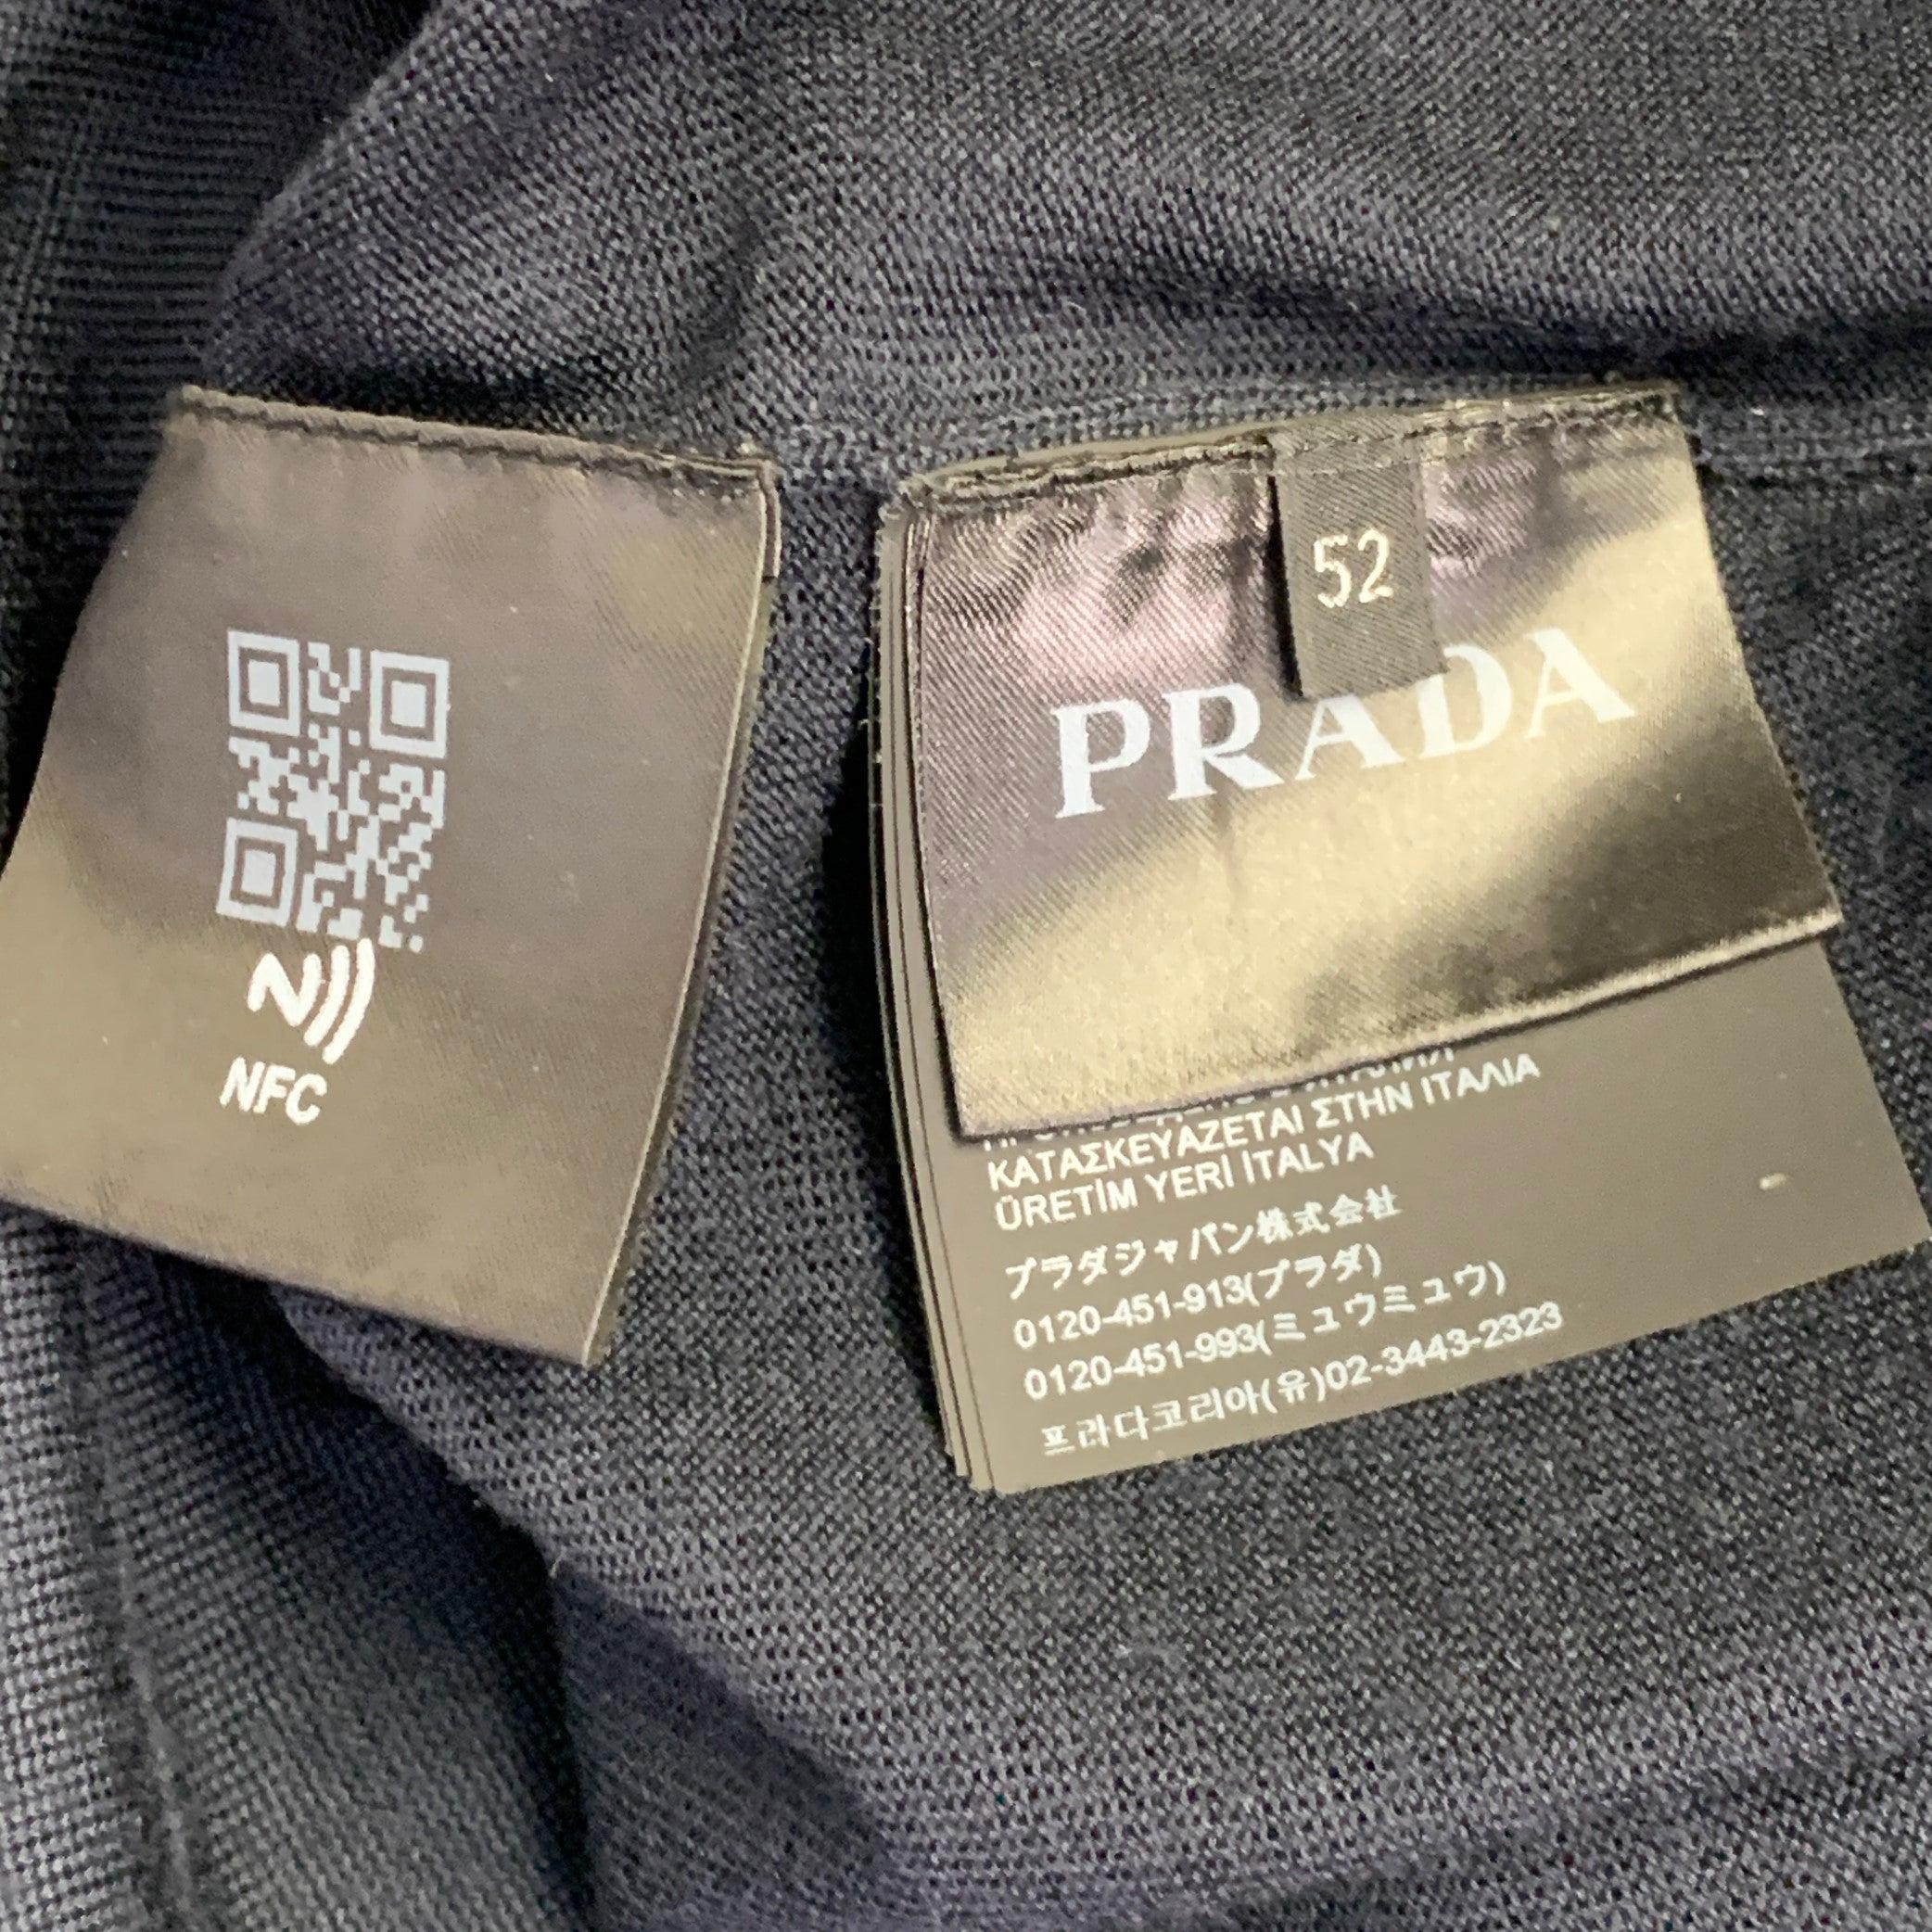 NFC
52
PRADA
ΚΑΤΑΣΚΕΥΑΖΕΤΑΙ ΣΤΗΝ ΙΤΑΛΙΑ
ÜRETİM YERİ İTALYA
プラダジャパン株式会社
0120-451-913(プラダ)
0120-451-993(ミュウミュウ)
프라다코리아(유)02-3443-2323